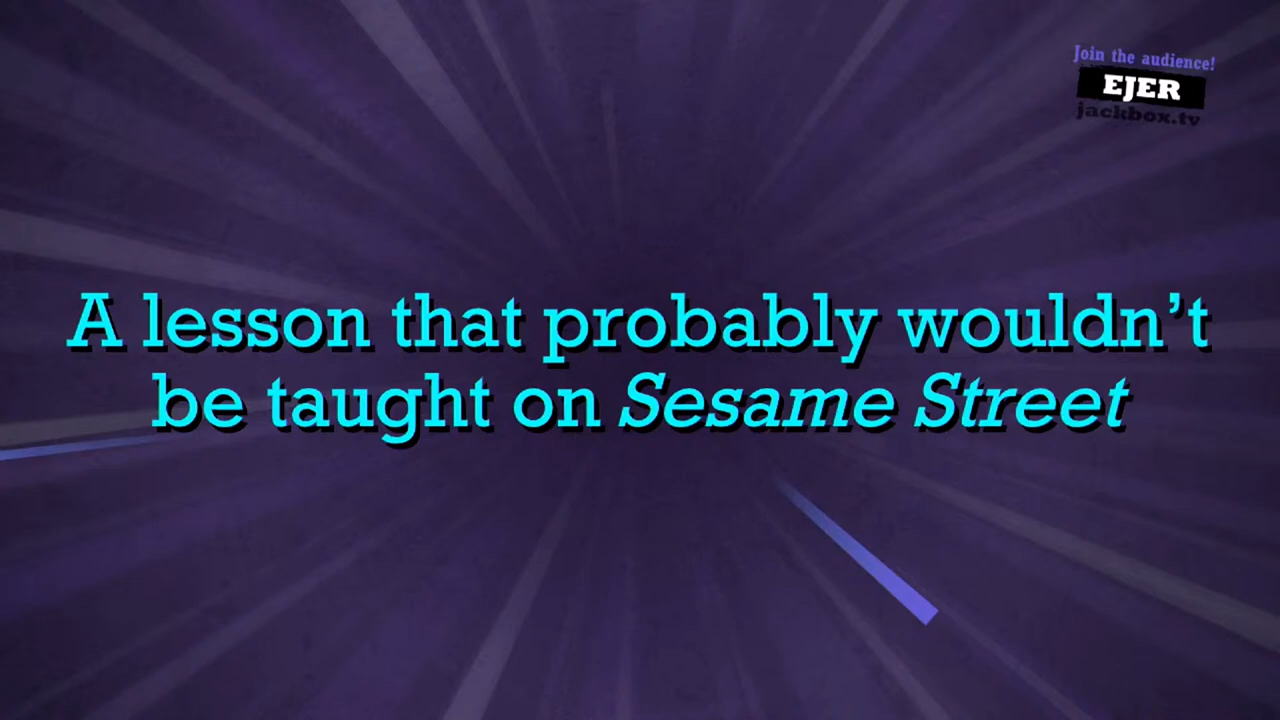 Join the audience!
EJER
jackbox.tv
A lesson that probably wouldn't
be taught on Sesame Street